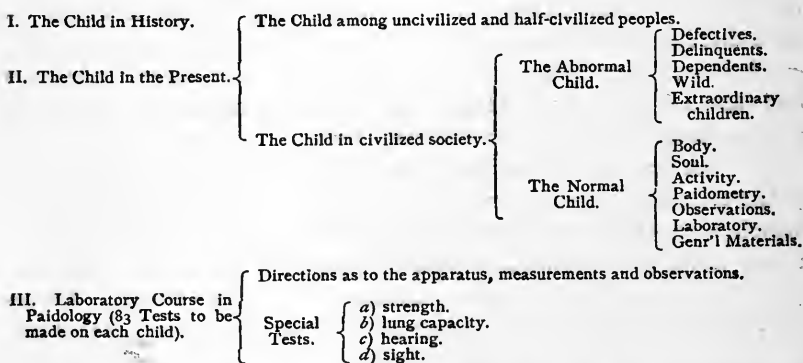 I. The Child in History.
The Child among uncivilized and half-civilized peoples.
II. The Child in the Present.
The Child in civilized society.
The Abnormal
Child.
Defectives.
Delinquents.
Dependents.
Wild.
Extraordinary
children.
The Normal
Child.
Body.
Soul.
Activity.
Paidometry.
Observations.
Laboratory.
Genr'l Materials.
III. Laboratory Course in
Paidology (83 Tests to be
made on each child).
Directions as to the apparatus, measurements and observations.
Special
Tests.
a) strength.
b) lung capacity.
c) hearing.
d) sight.